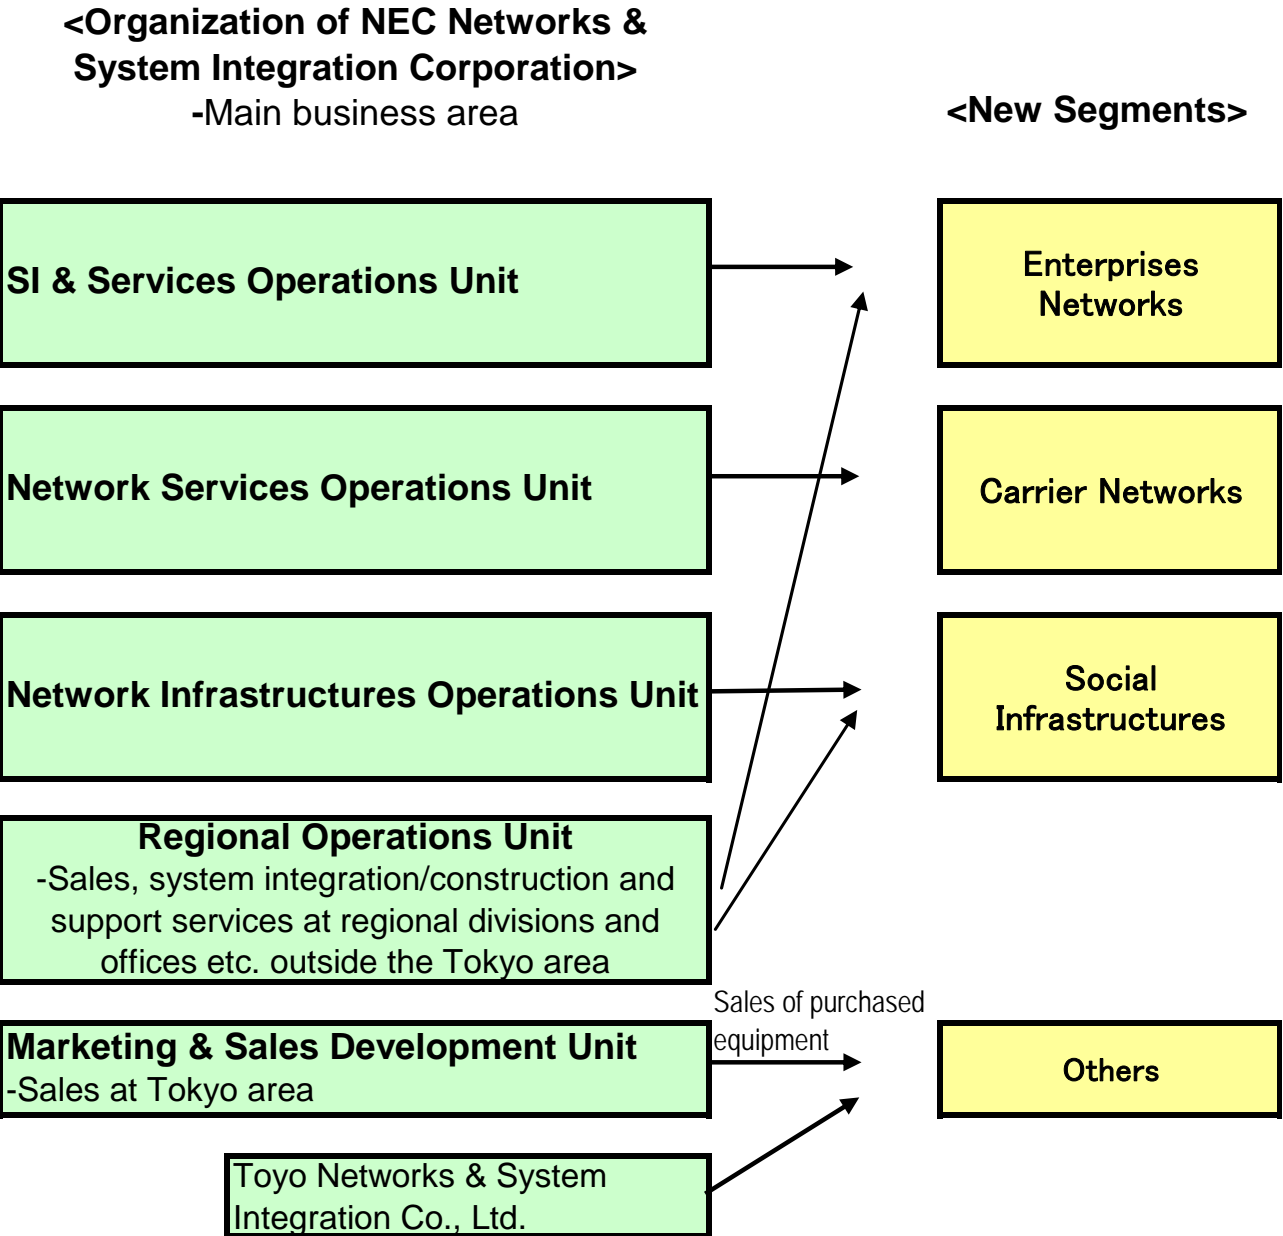 <Organization of NEC Networks &
System Integration Corporation>
-Main business area
<New Segments>
SI & Services Operations Unit
Enterprises
Networks
Network Services Operations Unit
Carrier Networks
Network Infrastructures Operations Unit
Social
Infrastructures
Regional Operations Unit
-Sales, system integration/construction and
support services at regional divisions and
offices etc. outside the Tokyo area
Sales of purchased
equipment
Marketing & Sales Development Unit
-Sales at Tokyo area
Others
Toyo Networks & System
Integration Co., Ltd.